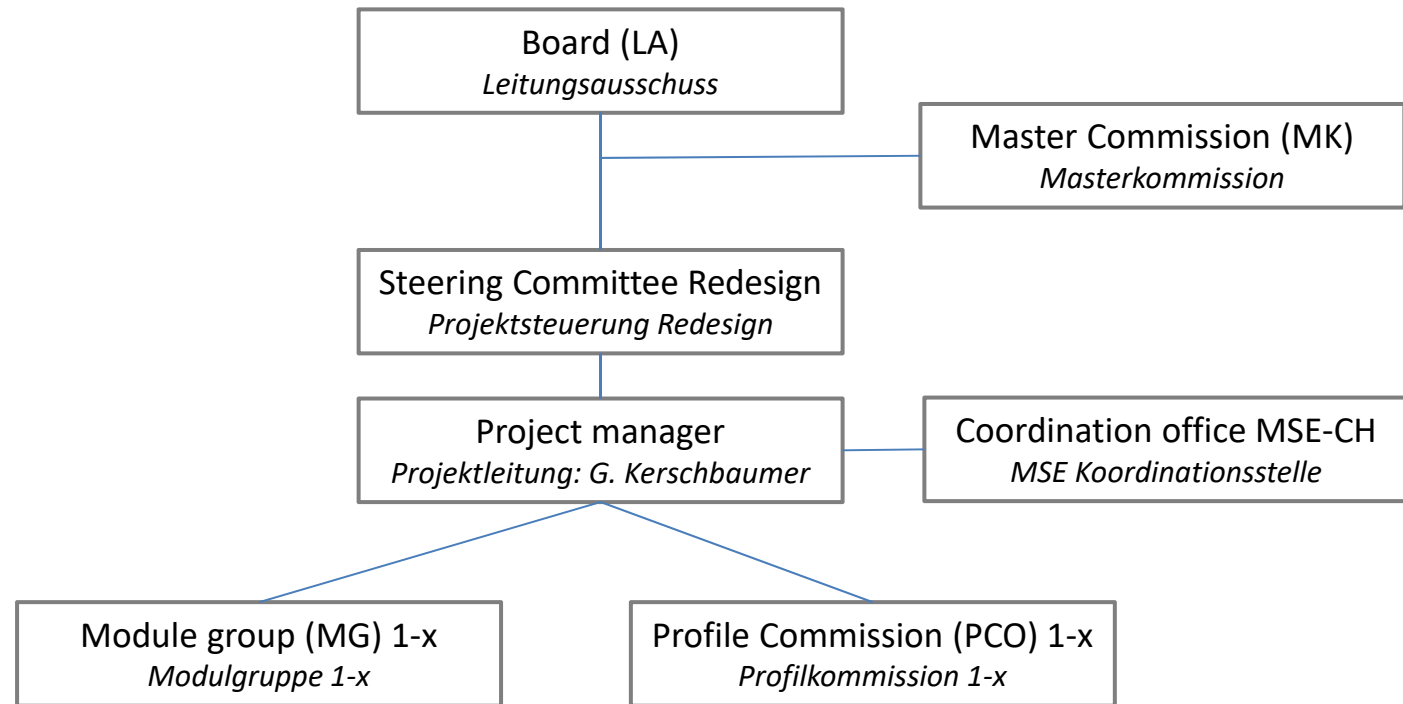 Board (LA)
Leitungsausschuss
Master Commission (MK)
Masterkommission
Steering Committee Redesign
Projektsteuerung Redesign
Project manager
Projektleitung: G. Kerschbaumer
Coordination office MSE-CH
MSE Koordinationsstelle
Module group (MG) 1-x
Modulgruppe 1-x
Profile Commission (PCO) 1-x
Profilkommission 1-x